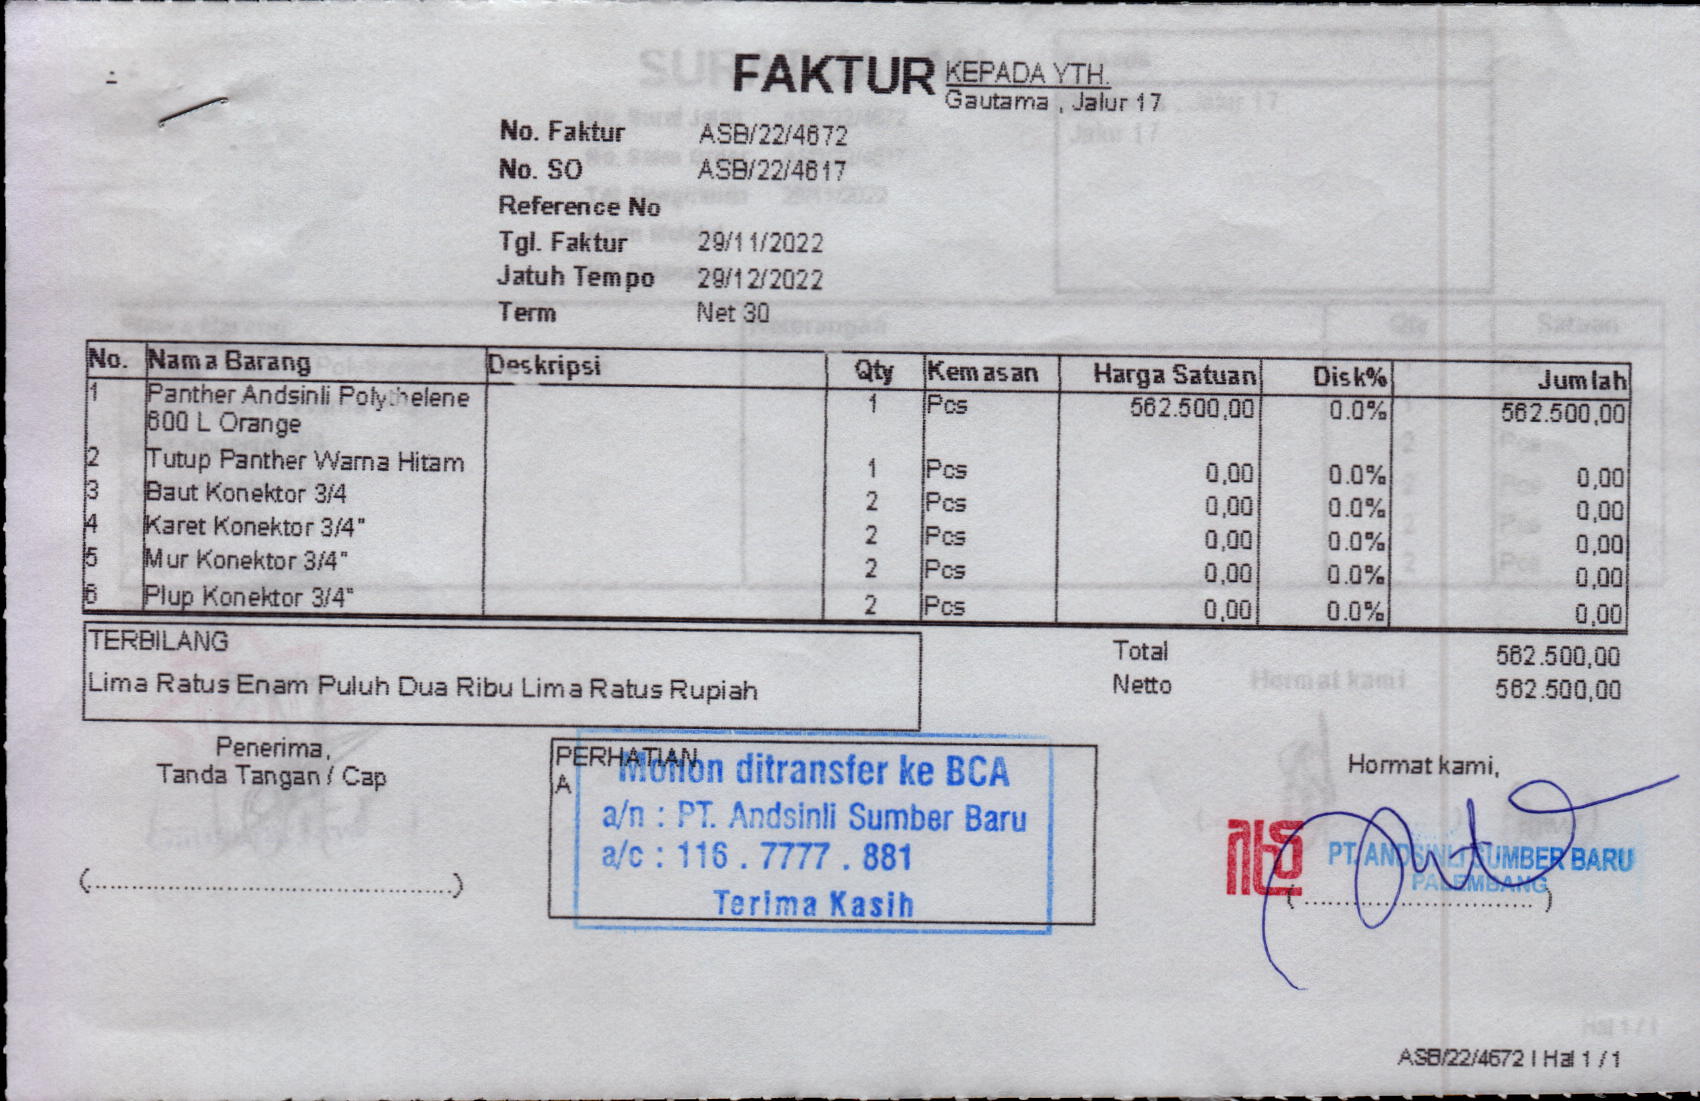 FAKTUR
KEPADA YTH.
Gautama , Jalur 17
No. Faktur ASB/22/4672
No. SO ASB/22/4617
Reference No
Tgl. Faktur 29/11/2022
Jatuh Tempo 29/12/2022
Term Net 30
No. Nama Barang Deskripsi Qty Kemasan Harga Satuan Disk% Jumlah
1 Panther Andsinli Polythelene 1 Pcs 562.500,00 0.0% 562.500,00
600 L Orange
2 Tutup Panther Warna Hitam 1 Pcs 0,00 0.0% 0,00
3 Baut Konektor 3/4 2 Pcs 0,00 0.0% 0,00
4 Karet Konektor 3/4" 2 Pcs 0,00 0.0% 0,00
5 Mur Konektor 3/4" 2 Pcs 0,00 0.0% 0,00
6 Plup Konektor 3/4" 2 Pcs 0,00 0.0% 0,00
TERBILANG
Lima Ratus Enam Puluh Dua Ribu Lima Ratus Rupiah
Total 562.500,00
Netto 562.500,00
Penerima,
Tanda Tangan / Cap
(............................................)
PERHATIAN
A
Mohon ditransfer ke BCA
a/n : PT. Andsinli Sumber Baru
a/c : 116 . 7777 . 881
Terima Kasih
Hormat kami,
PT. ANDSINLI SUMBER BARU
PALEMBANG
(............................)
ASB/22/4672 I Hal 1 / 1